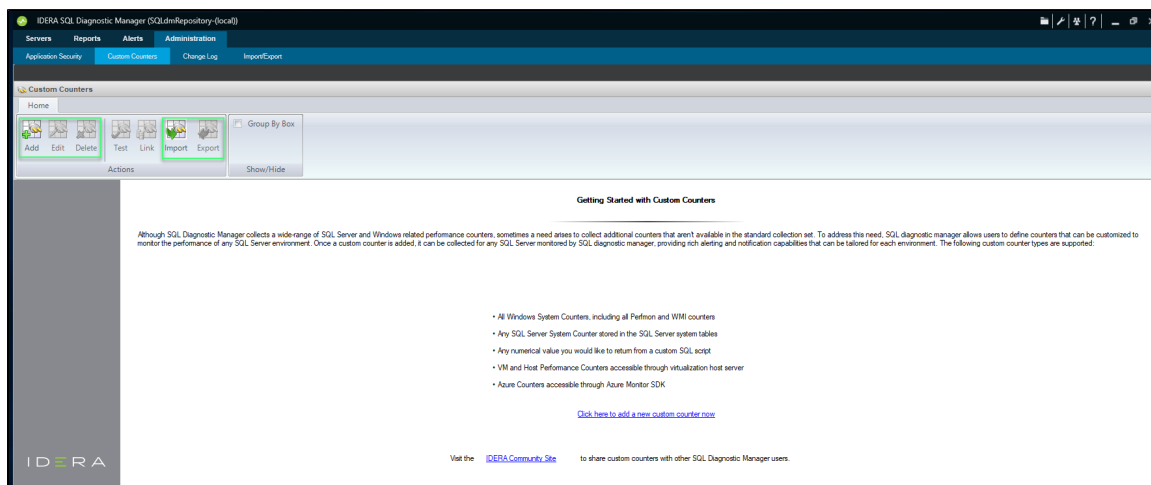 IDERA SQL Diagnostic Manager (SQLdmRepository-(local))
Servers Reports Alerts Administration
Application Security Custom Counters Change Log Import/Export
Custom Counters
Home
Group By Box
Add Edit Delete Test Link Import Export
Actions Show/Hide
Getting Started with Custom Counters
Although SQL Diagnostic Manager collects a wide-range of SQL Server and Windows related performance counters, sometimes a need arises to collect additional counters that aren't available in the standard collection set. To address this need, SQL diagnostic manager allows users to define counters that can be customized to
monitor the performance of any SQL Server environment. Once a custom counter is added, it can be collected for any SQL Server monitored by SQL diagnostic manager, providing rich alerting and notification capabilities that can be tailored for each environment. The following custom counter types are supported:
• All Windows System Counters, including all Perfmon and WMI counters
• Any SQL Server System Counter stored in the SQL Server system tables
• Any numerical value you would like to return from a custom SQL script
• VM and Host Performance Counters accessible through virtualization host server
• Azure Counters accessible through Azure Monitor SDK
Click here to add a new custom counter now
Visit the IDERA Community Site to share custom counters with other SQL Diagnostic Manager users.
IDERA